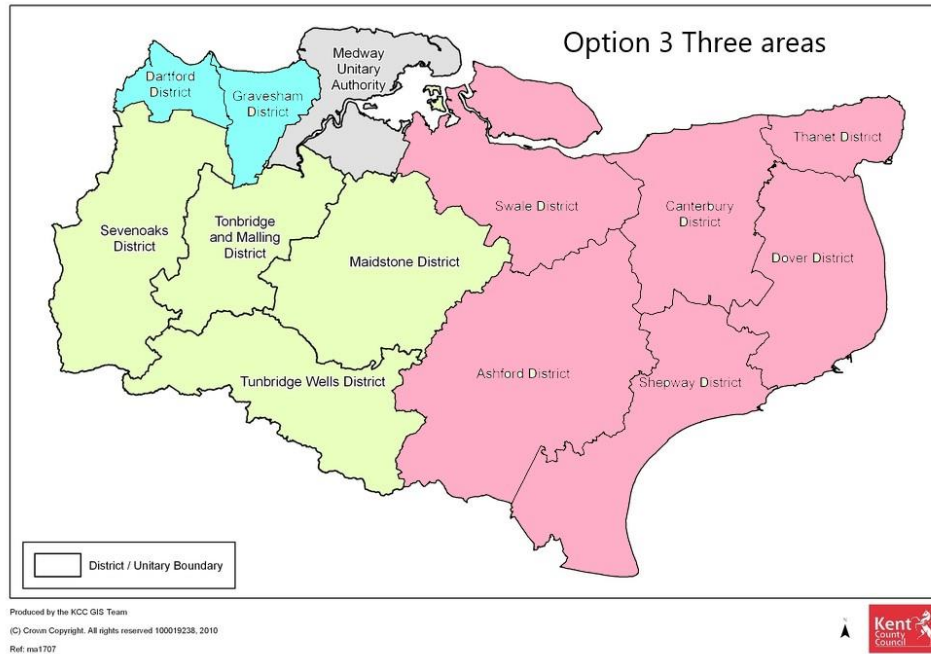 Option 3 Three areas
Medway
Unitary
Authority
Dartford
District
Gravesham
District
Thanet District
Swale District
Canterbury
District
Sevenoaks
District
Tonbridge
and Malling
District
Maidstone District
Dover District
Tunbridge Wells District
Ashford District
Shepway District
District / Unitary Boundary
Produced by the KCC GIS Team
(C) Crown Copyright. All rights reserved 100019238, 2010
Ref: ma1707
Kent
County
Council